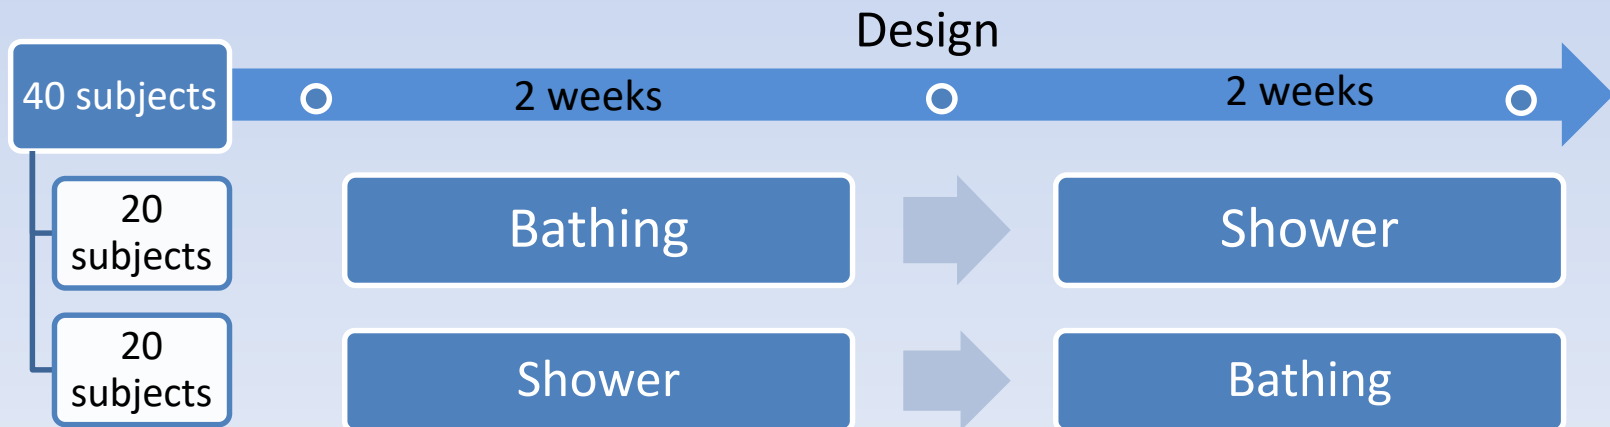 Design
40 subjects
2 weeks
2 weeks
20
subjects
Bathing
Shower
20
subjects
Shower
Bathing